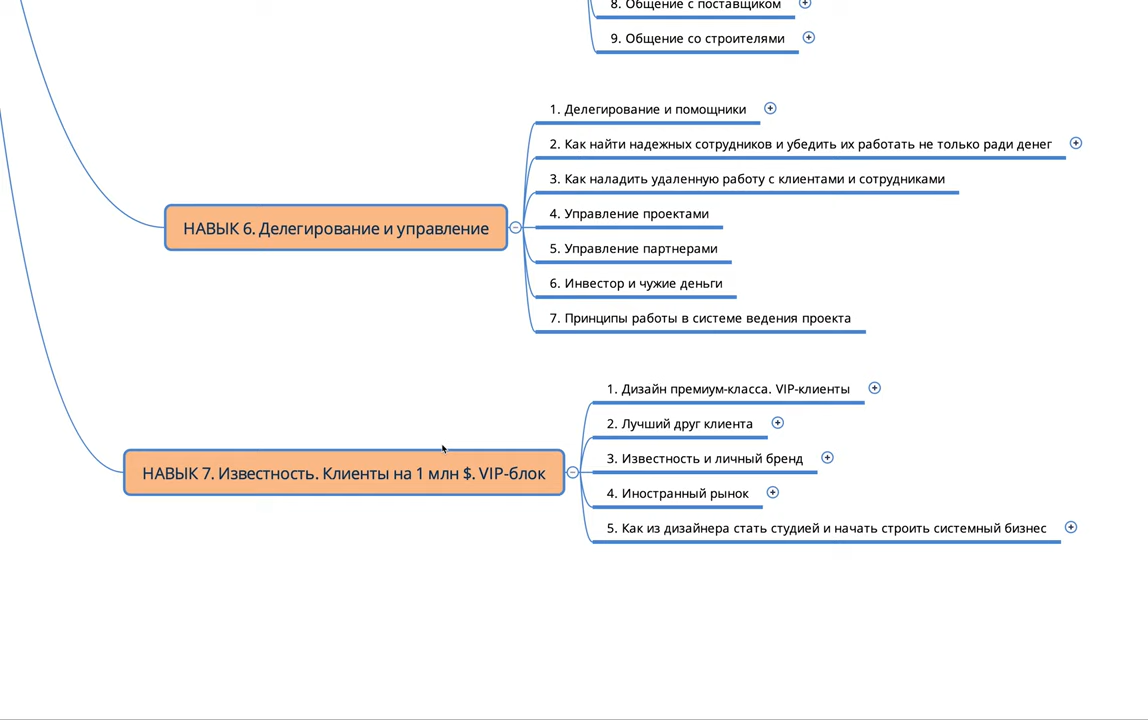 8. Общение с поставщиком
9. Общение со строителями
НАВЫК 6. Делегирование и управление
1. Делегирование и помощники
2. Как найти надежных сотрудников и убедить их работать не только ради денег
3. Как наладить удаленную работу с клиентами и сотрудниками
4. Управление проектами
5. Управление партнерами
6. Инвестор и чужие деньги
7. Принципы работы в системе ведения проекта
НАВЫК 7. Известность. Клиенты на 1 млн $. VIP-блок
1. Дизайн премиум-класса. VIP-клиенты
2. Лучший друг клиента
3. Известность и личный бренд
4. Иностранный рынок
5. Как из дизайнера стать студией и начать строить системный бизнес